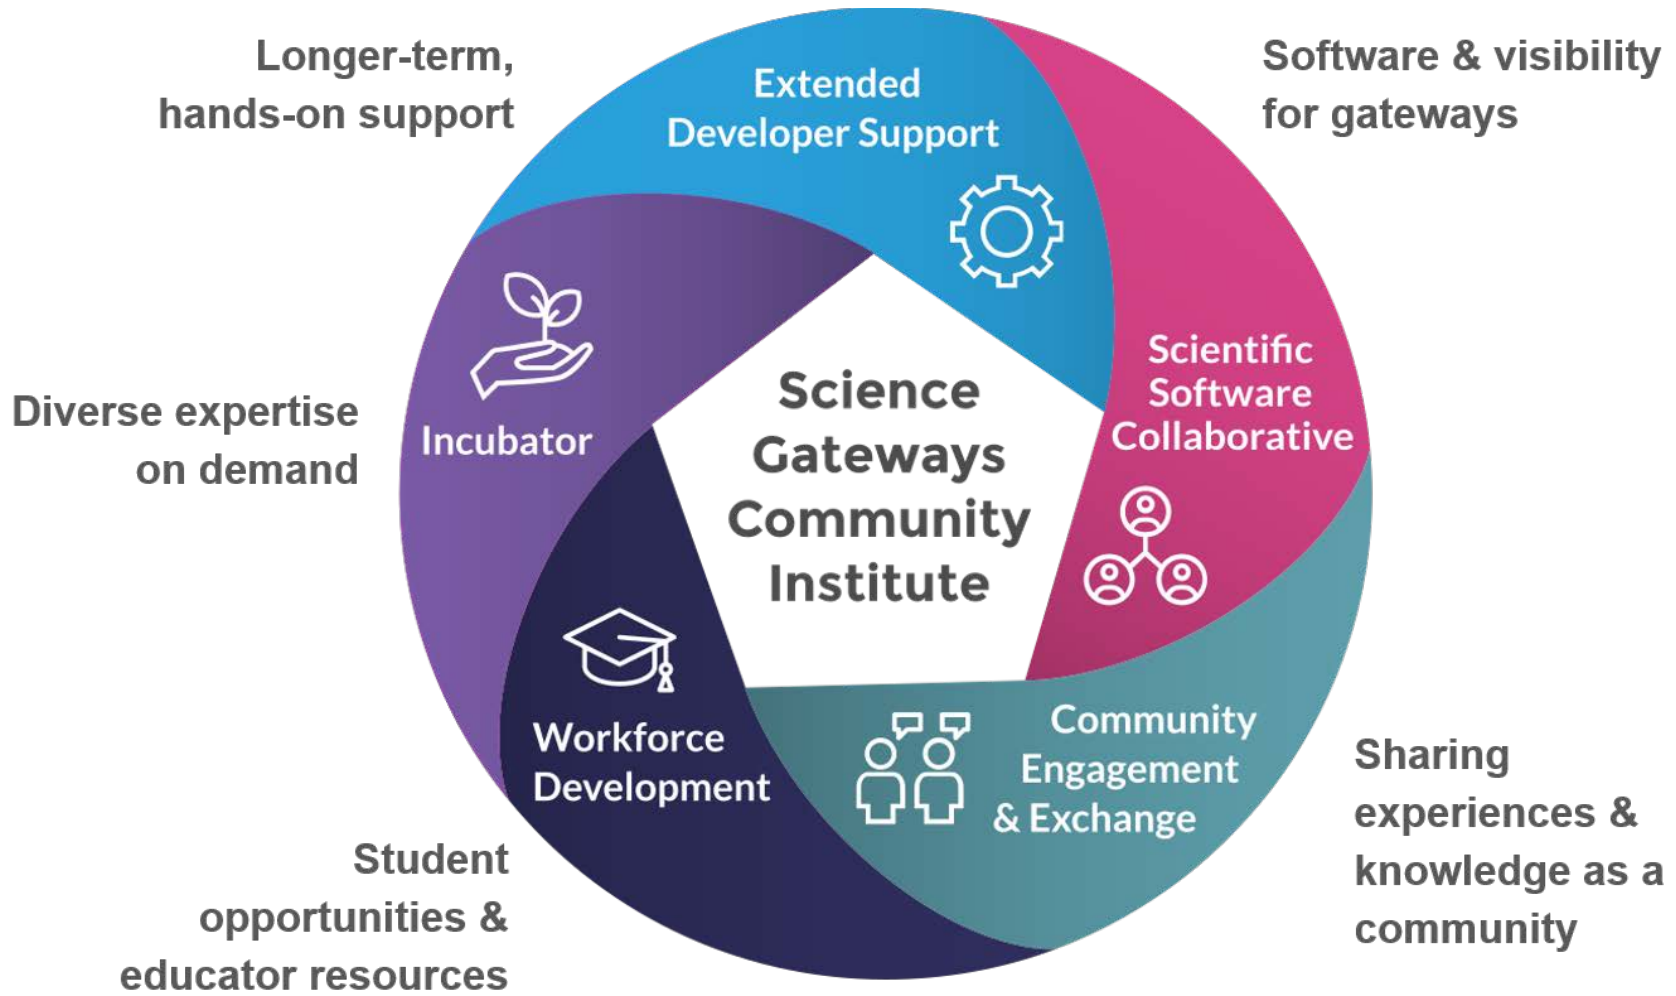 Longer-term,
hands-on support
Extended
Developer Support
Software & visibility
for gateways
Scientific
Software
Collaborative
Science
Gateways
Community
Institute
Diverse expertise
on demand
Incubator
Workforce
Development
Community
Engagement
& Exchange
Sharing
experiences &
knowledge as a
community
Student
opportunities &
educator resources